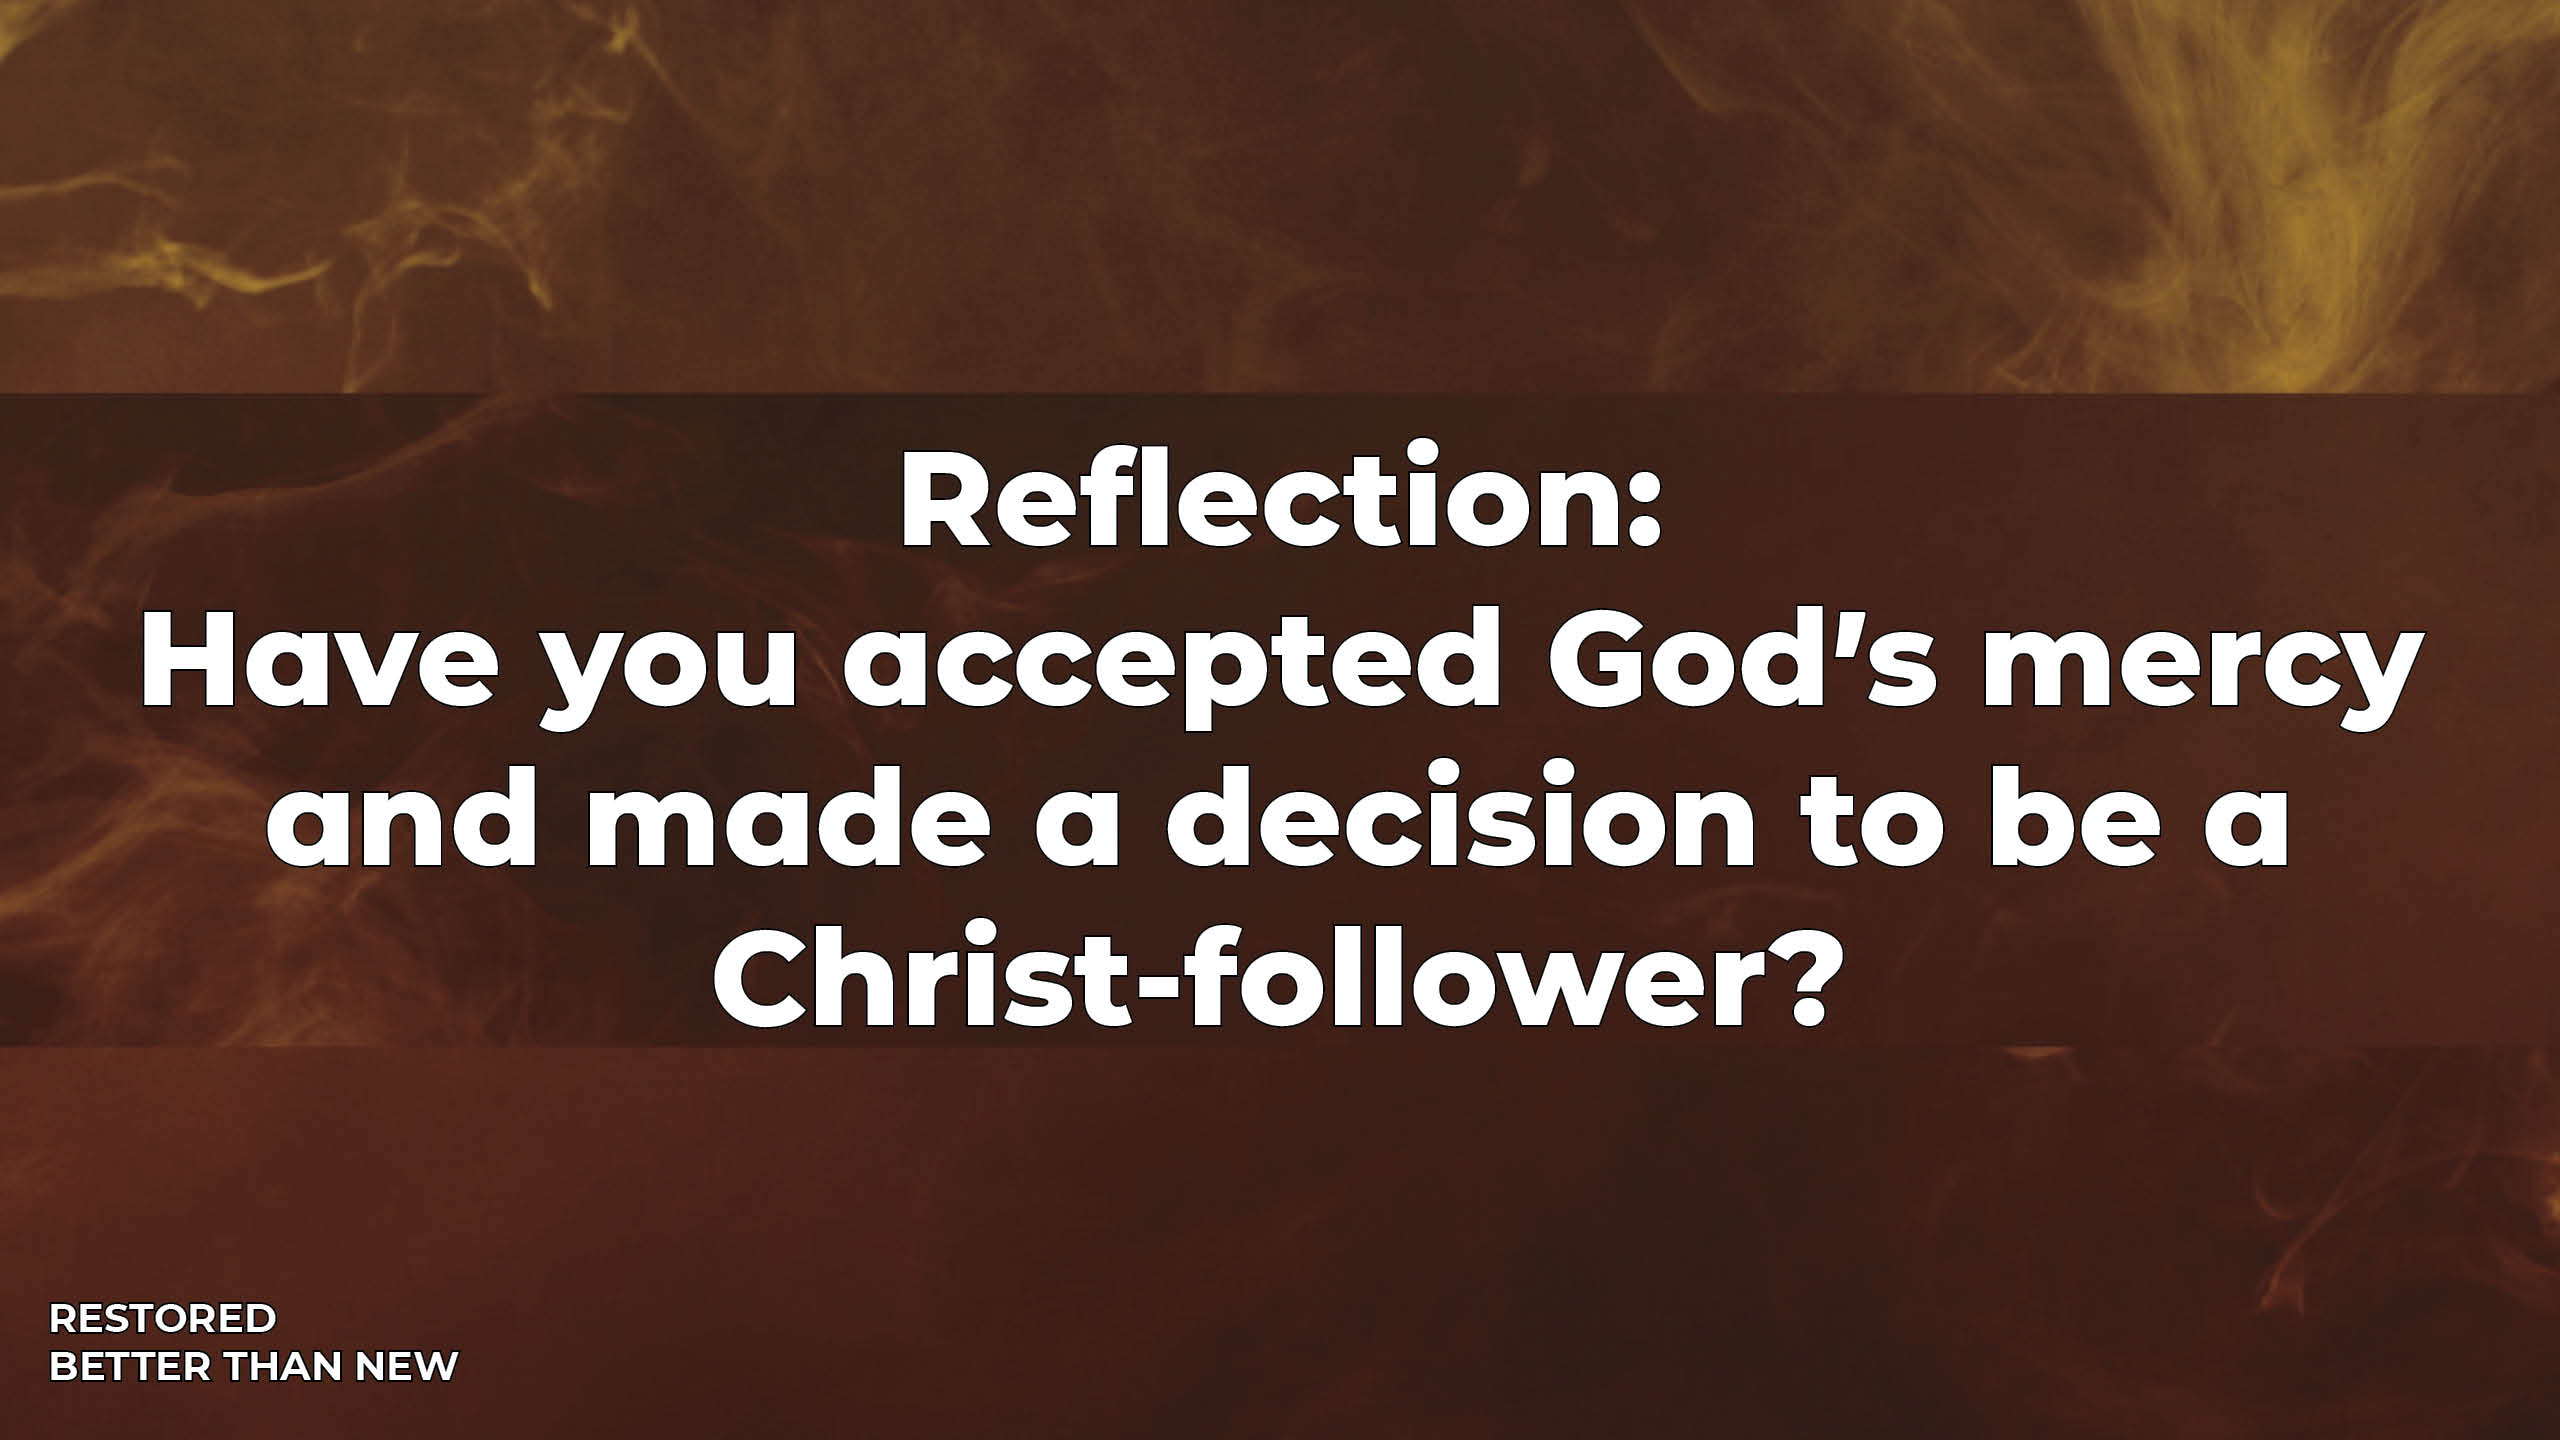 Reflection:
Have you accepted God's mercy
and made a decision to be a
Christ-follower?
RESTORED
BETTER THAN NEW